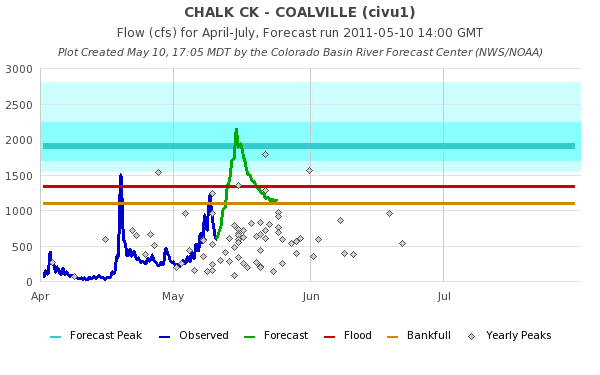 CHALK CK - COALVILLE (civu1)
Flow (cfs) for April-July, Forecast run 2011-05-10 14:00 GMT
Plot Created May 10, 17:05 MDT by the Colorado Basin River Forecast Center (NWS/NOAA)
3000
2500
2000
1500
1000
500
0
Apr May Jun Jul
Forecast Peak Observed Forecast Flood Bankfull Yearly Peaks